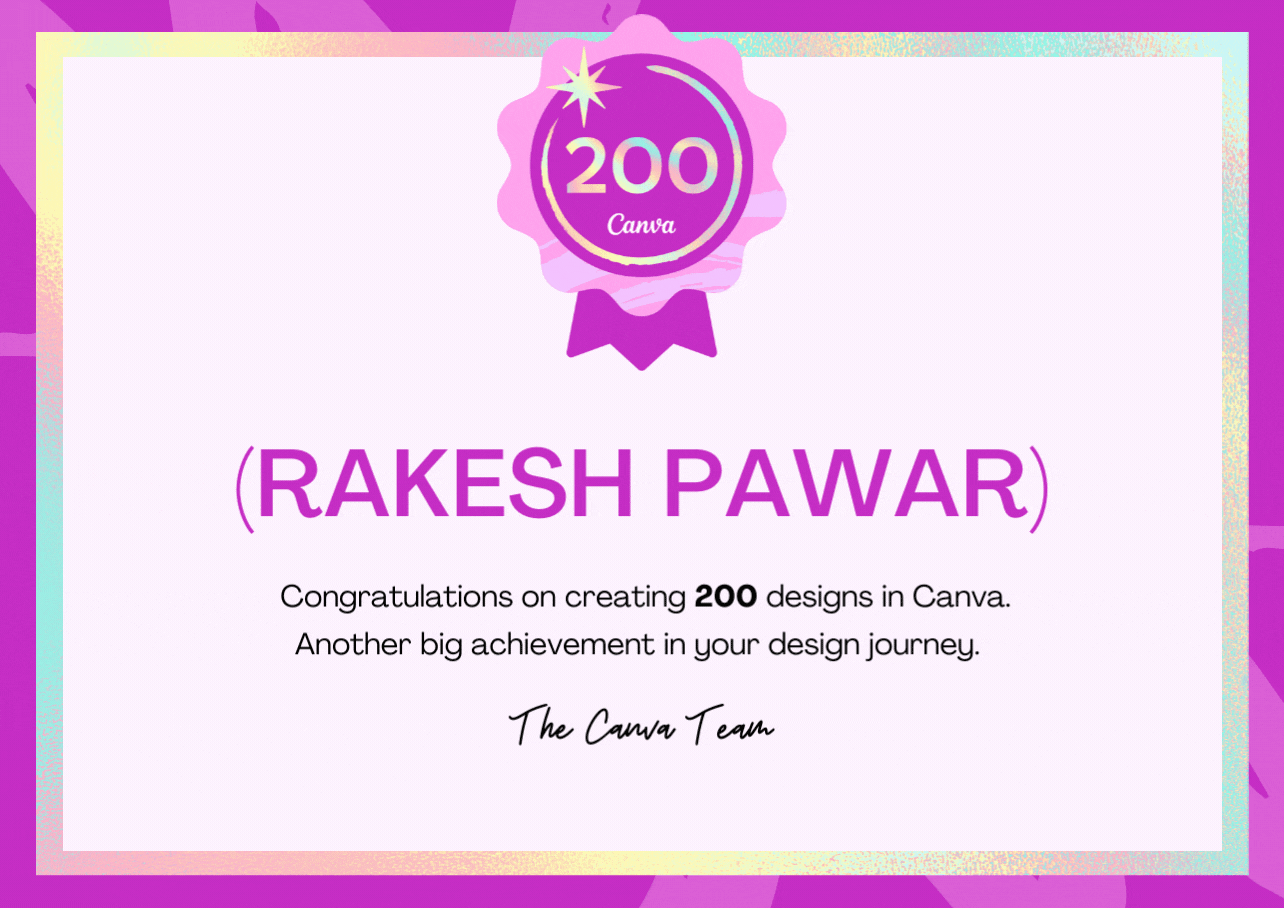 200
Canva
(RAKESH PAWAR)
Congratulations on creating 200 designs in Canva.
Another big achievement in your design journey.
The Canva Team